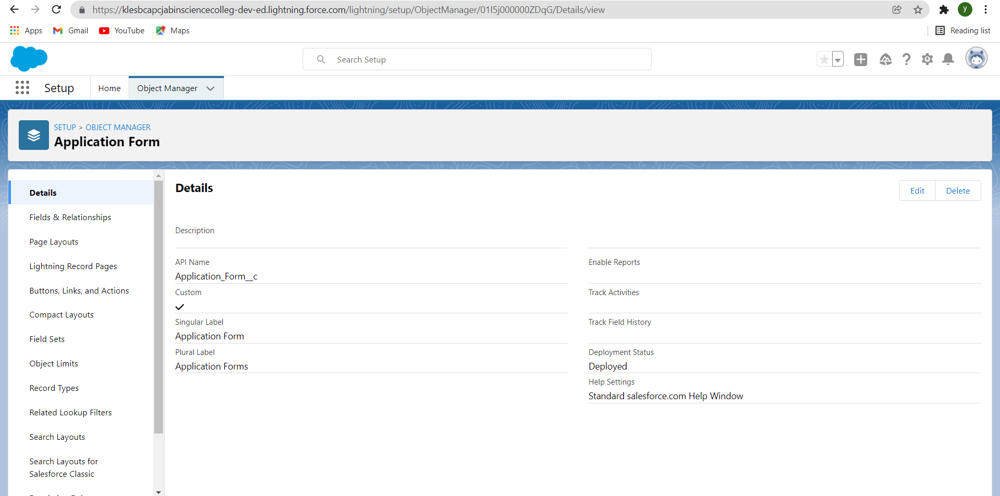 https://klesbcapcjabinsciencecolleg-dev-ed.lightning.force.com/lightning/setup/ObjectManager/01I5j000000ZDqG/Details/view
y
Apps
Gmail
YouTube
Maps
Reading list
Search Setup
Setup
Home
Object Manager
SETUP > OBJECT MANAGER
Application Form
Details
Fields & Relationships
Page Layouts
Lightning Record Pages
Buttons, Links, and Actions
Compact Layouts
Field Sets
Object Limits
Record Types
Related Lookup Filters
Search Layouts
Search Layouts for
Salesforce Classic
Details
Edit
Delete
Description
API Name
Application_Form__c
Custom
Singular Label
Application Form
Plural Label
Application Forms
Enable Reports
Track Activities
Track Field History
Deployment Status
Deployed
Help Settings
Standard salesforce.com Help Window